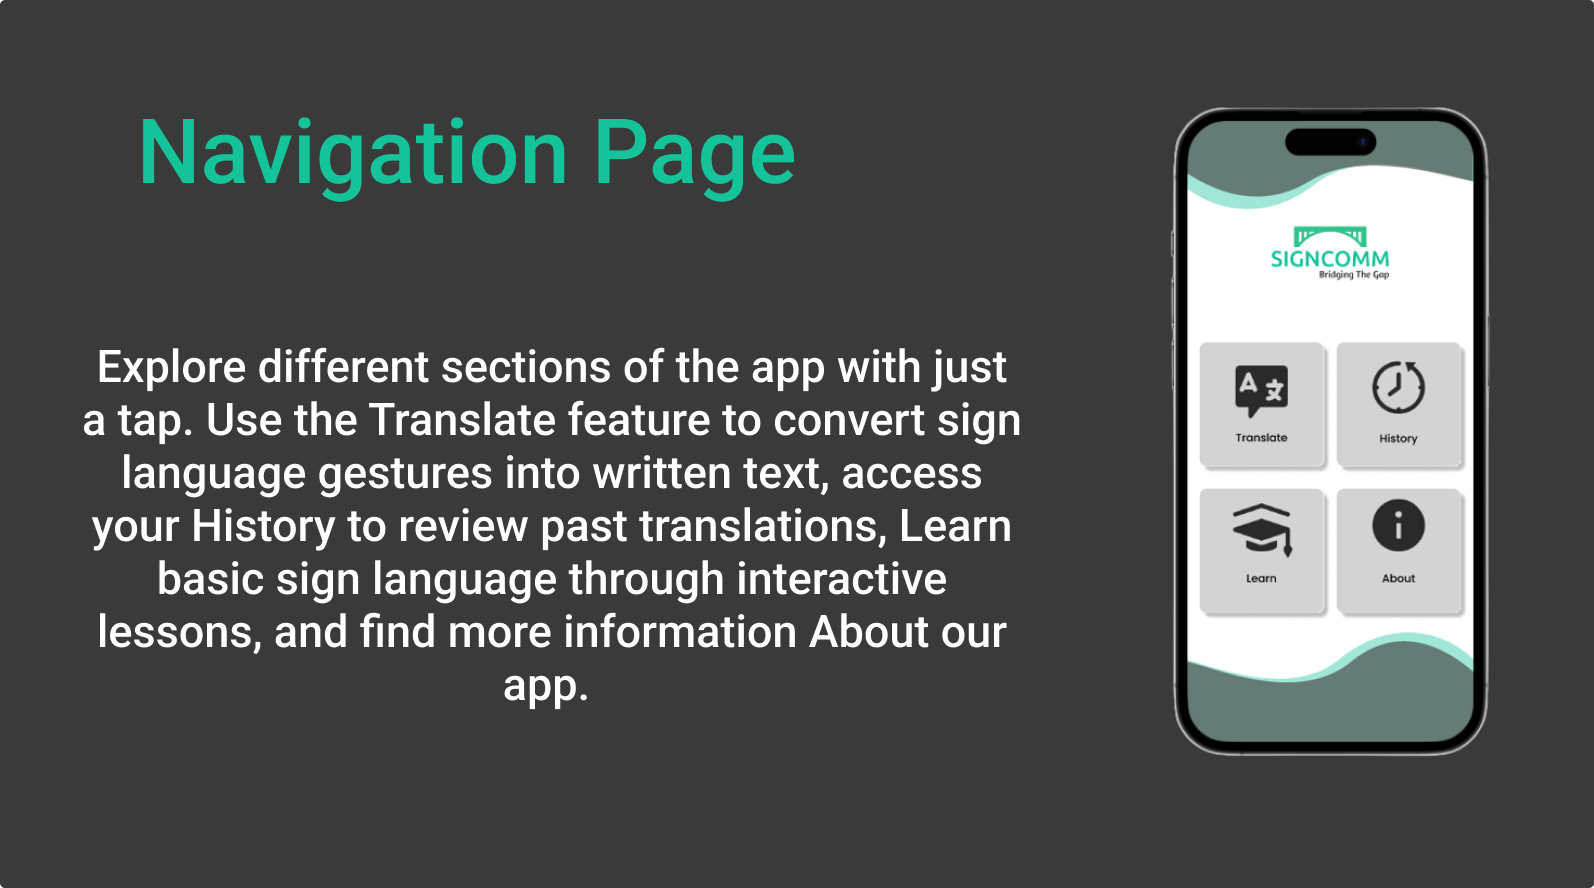 Navigation Page
Explore different sections of the app with just
a tap. Use the Translate feature to convert sign
language gestures into written text, access
your History to review past translations, Learn
basic sign language through interactive
lessons, and find more information About our
app.
SIGNCOMM
Bridging The Gap
A 文
Translate
History
Learn
i
About